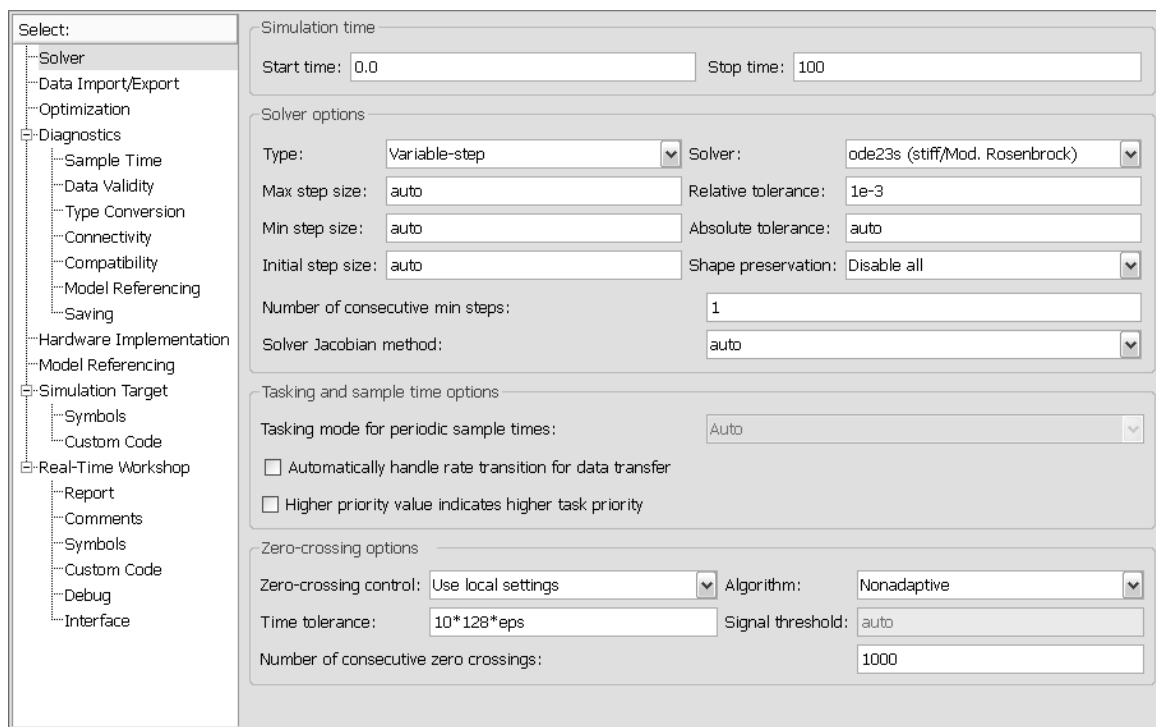 Select:
Solver
Data Import/Export
Optimization
Diagnostics
Sample Time
Data Validity
Type Conversion
Connectivity
Compatibility
Model Referencing
Saving
Hardware Implementation
Model Referencing
Simulation Target
Symbols
Custom Code
Real-Time Workshop
Report
Comments
Symbols
Custom Code
Debug
Interface
Simulation time
Start time: 0.0 Stop time: 100
Solver options
Type: Variable-step Solver: ode23s (stiff/Mod. Rosenbrock)
Max step size: auto Relative tolerance: 1e-3
Min step size: auto Absolute tolerance: auto
Initial step size: auto Shape preservation: Disable all
Number of consecutive min steps: 1
Solver Jacobian method: auto
Tasking and sample time options
Tasking mode for periodic sample times: Auto
Automatically handle rate transition for data transfer
Higher priority value indicates higher task priority
Zero-crossing options
Zero-crossing control: Use local settings Algorithm: Nonadaptive
Time tolerance: 10*128*eps Signal threshold: auto
Number of consecutive zero crossings: 1000